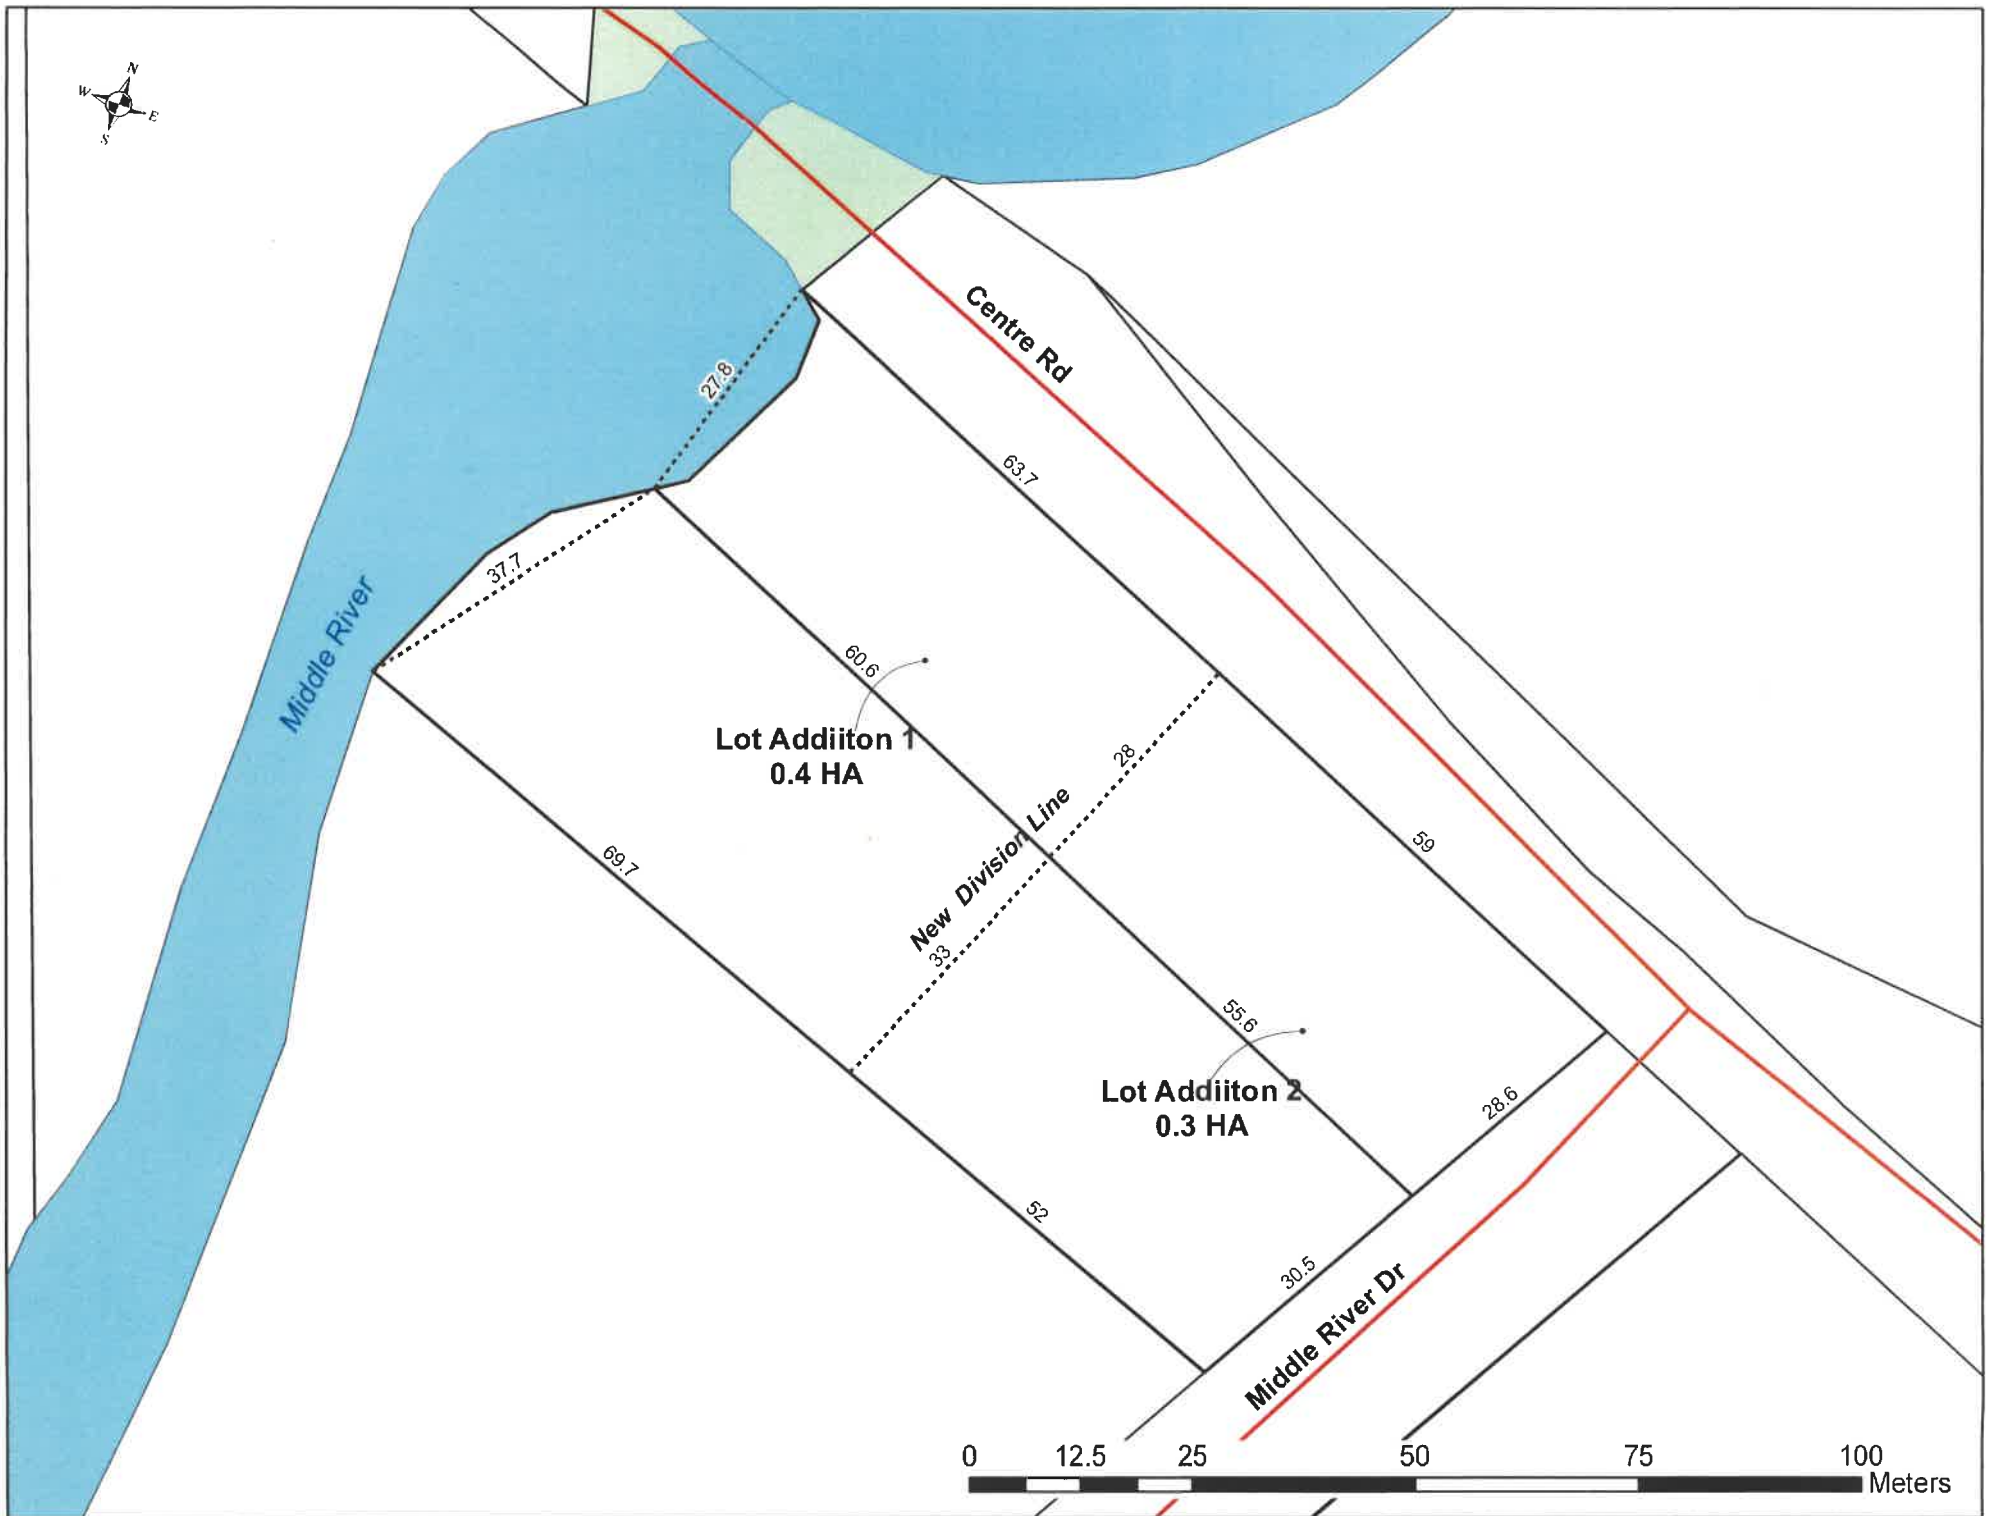 N
W
E
S
Centre Rd
27.8
63.7
37.7
Middle River
60.6
Lot Addiiton 1
0.4 HA
28
New Division Line
33
59
69.7
55.6
Lot Addiiton 2
0.3 HA
28.6
52
30.5
Middle River Dr
0 12.5 25 50 75 100
Meters